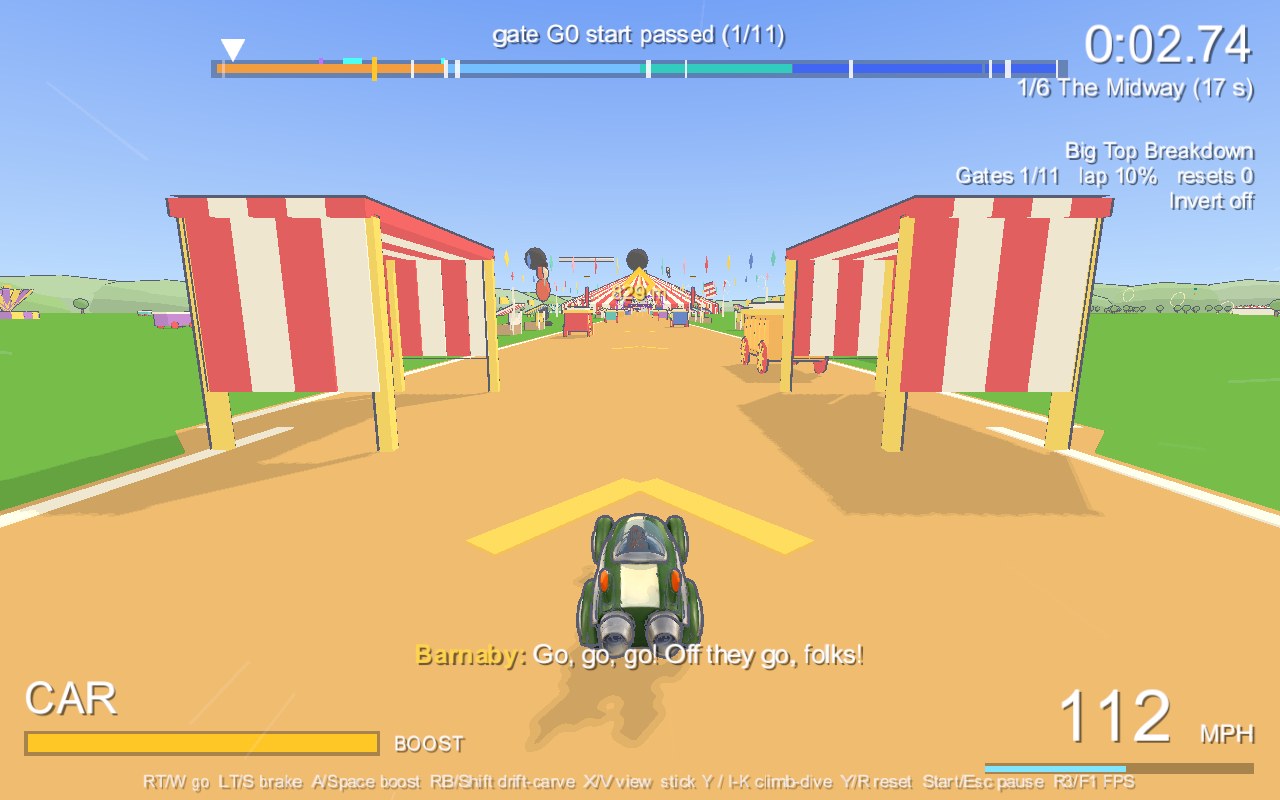 gate G0 start passed (1/11)
0:02.74
1/6 The Midway (17 s)
Big Top Breakdown
Gates 1/11 lap 10% resets 0
Invert off
829 m
Barnaby: Go, go, go! Off they go, folks!
CAR
BOOST
112 MPH
RT/W go LT/S brake A/Space boost RB/Shift drift-carve X/V view stick Y / I-K climb-dive Y/R reset Start/Esc pause R3/F1 FPS